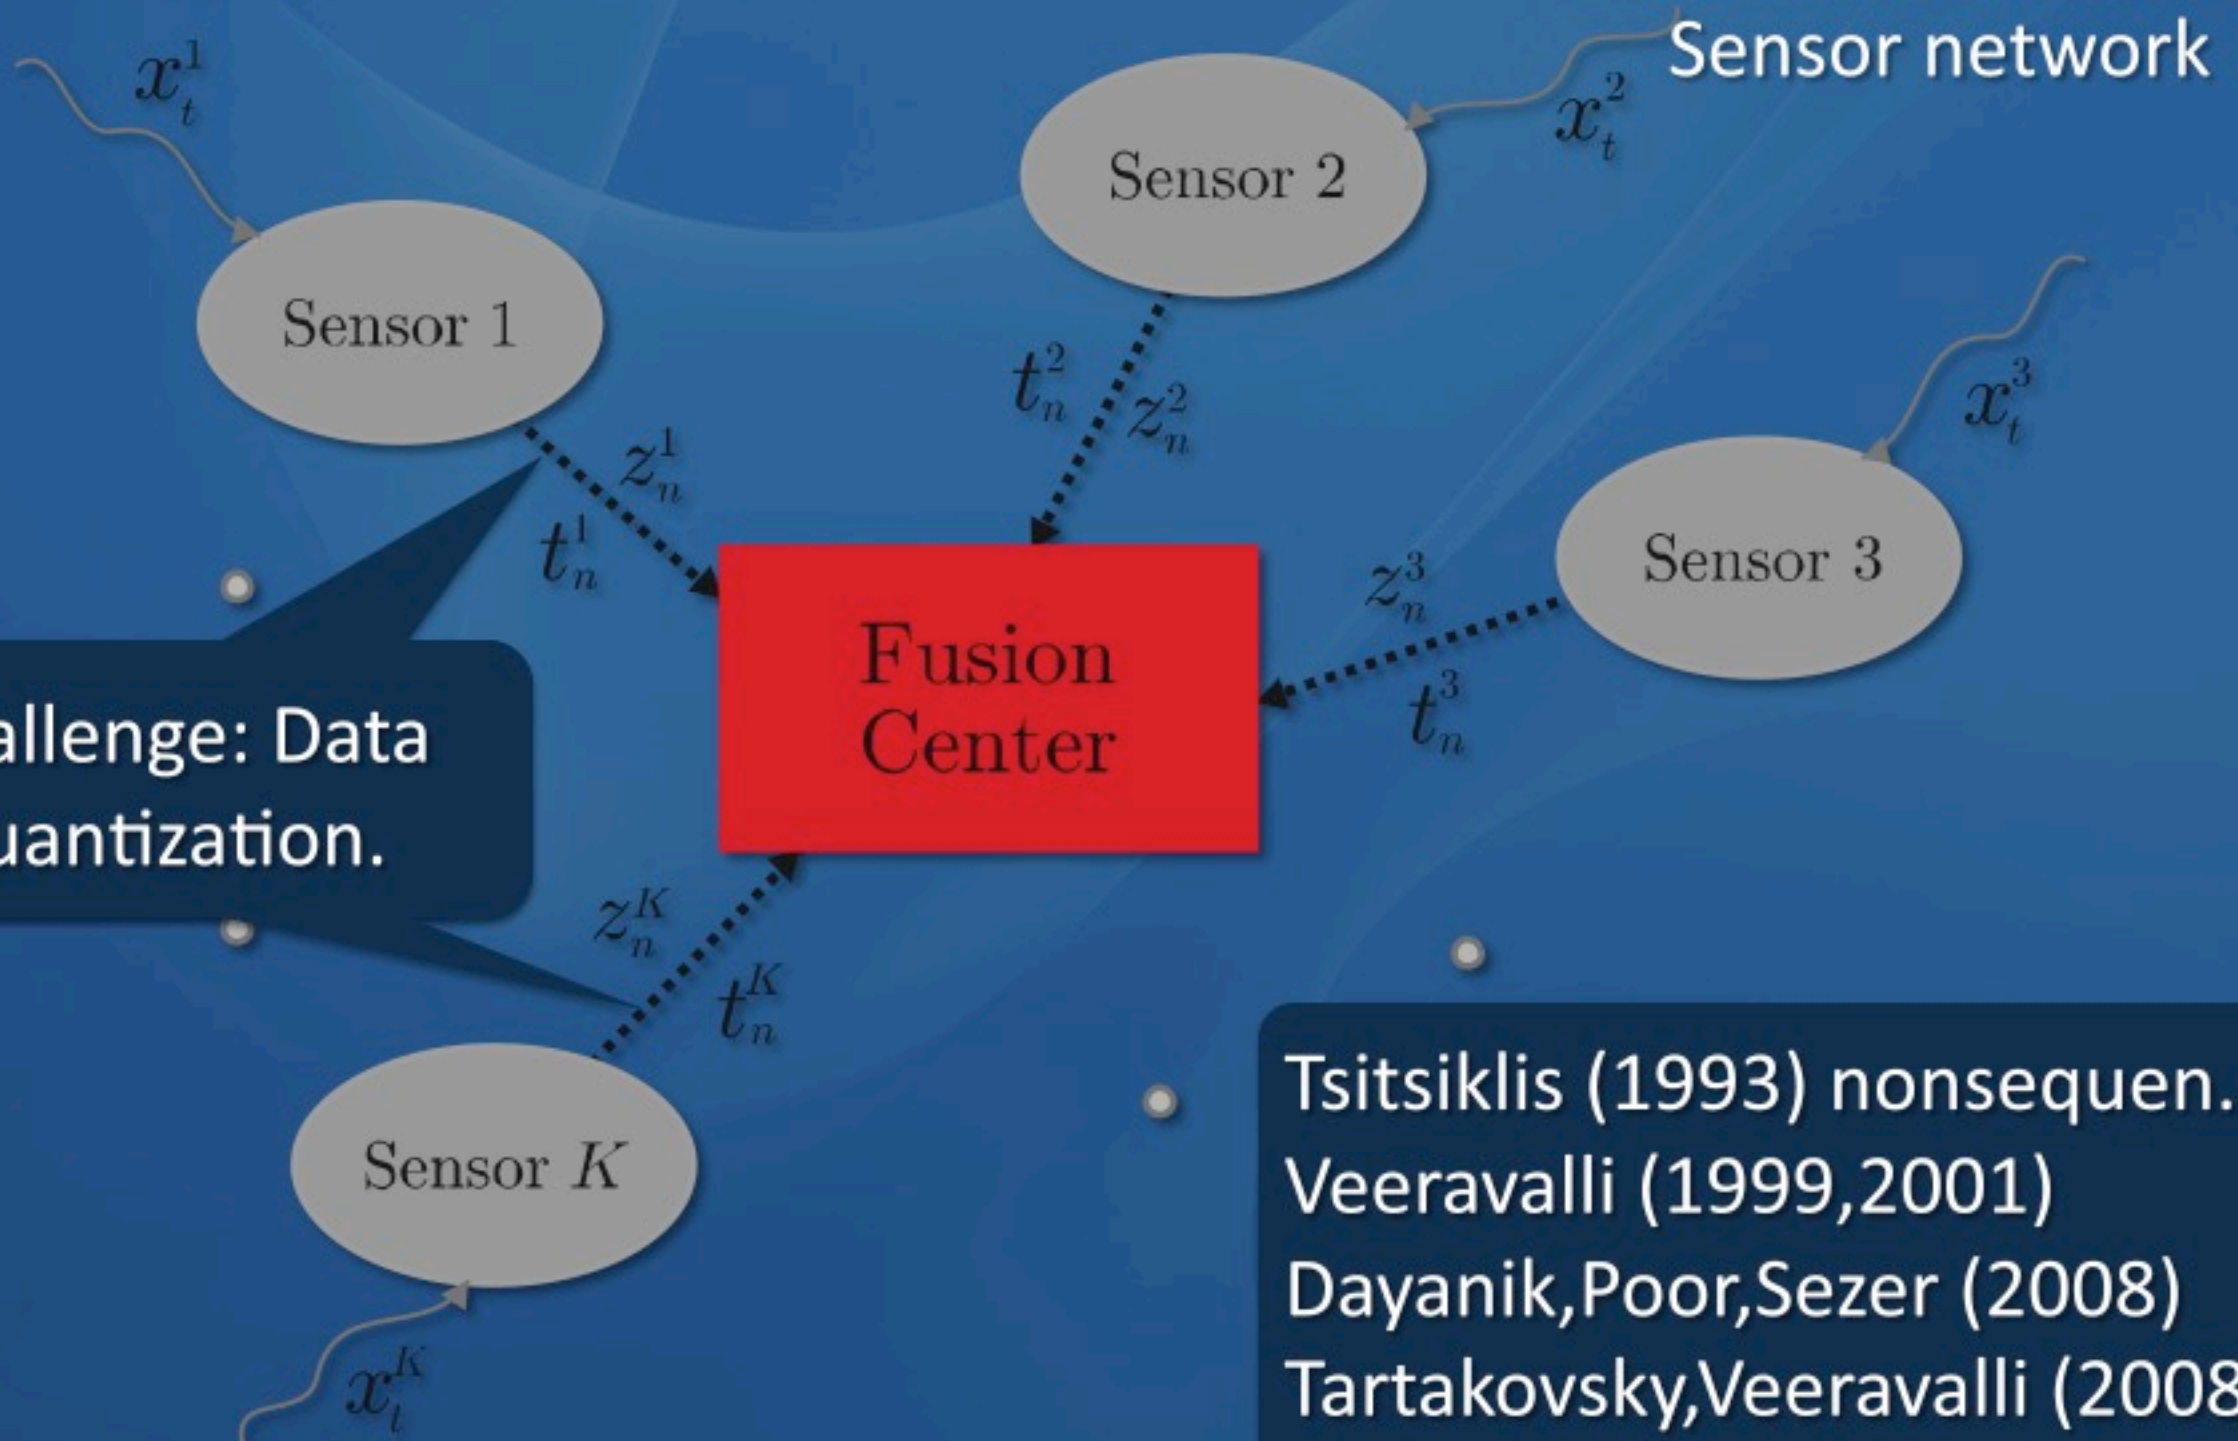 Sensor network
x_t^1
x_t^2
Sensor 2
Sensor 1
t_n^2
z_n^2
x_t^3
z_n^1
t_n^1
Sensor 3
z_n^3
t_n^3
Fusion
Center
allenge: Data
uantization.
z_n^K
t_n^K
Sensor K
x_t^K
Tsitsiklis (1993) nonsequen.
Veeravalli (1999,2001)
Dayanik,Poor,Sezer (2008)
Tartakovsky,Veeravalli (2008